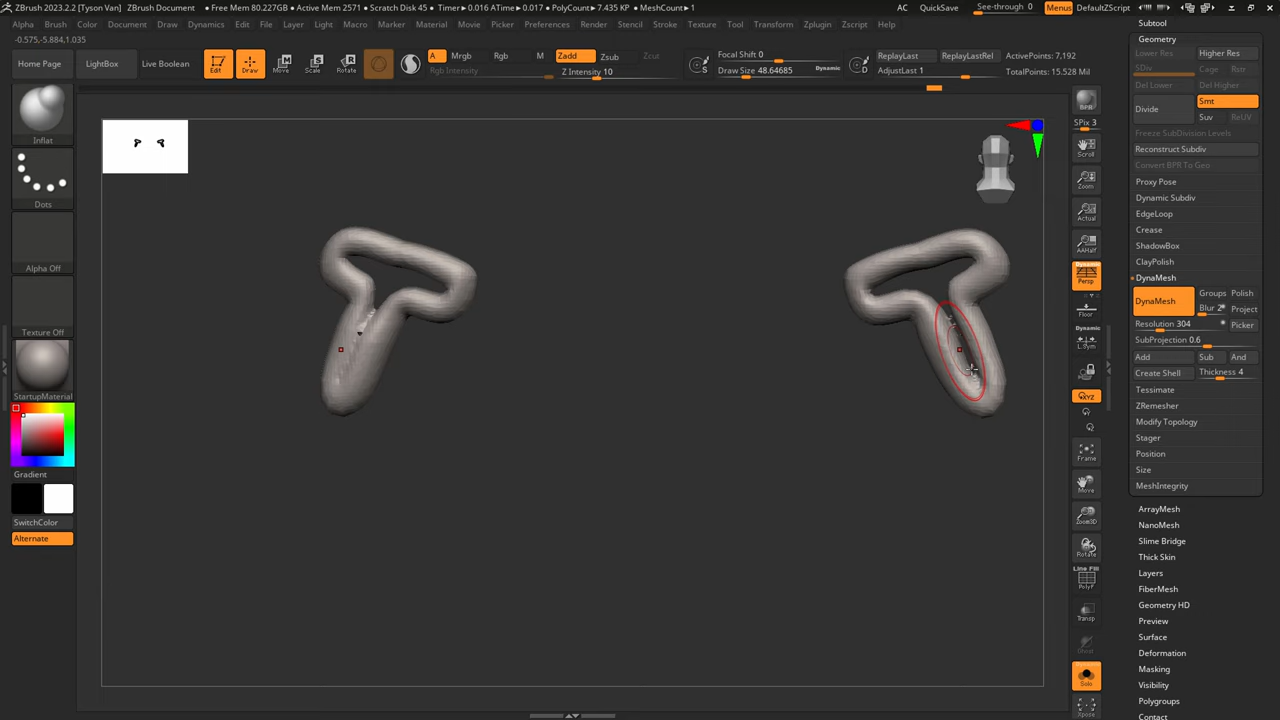 ZBrush 2023.2.2 [Tyson Van] ZBrush Document ● Free Mem 80.227GB ● Active Mem 2571 ● Scratch Disk 45 ● Timer▸0.016 ATime▸0.017 ● PolyCount▸7.435 KP ● MeshCount▸1 AC QuickSave See-through 0 Menus DefaultZScript
Alpha Brush Color Document Draw Dynamics Edit File Layer Light Macro Marker Material Movie Picker Preferences Render Stencil Stroke Texture Tool Transform Zplugin Zscript Help
-0.575,-5.884,1.035
Home Page LightBox Live Boolean Edit Draw Move Scale Rotate A Mrgb Rgb M Zadd Zsub Zcut
Rgb Intensity Z Intensity 10
Focal Shift 0
Draw Size 48.64685 Dynamic
S D
ReplayLast ReplayLastRel ActivePoints: 7,192
AdjustLast 1 TotalPoints: 15.528 Mil
Inflat
Dots
Alpha Off
Texture Off
StartupMaterial
Gradient
SwitchColor
Alternate
BPR
SPix 3
Scroll
Zoom
Actual
AAHalf
Dynamic
Persp
Floor
Dynamic
L.Sym
XYZ
Frame
Move
Zoom3D
Rotate
Line Fill
PolyF
Transp
Ghost
Dynamic
Solo
Xpose
Subtool
Geometry
Lower Res Higher Res
SDiv Cage Rstr
Del Lower Del Higher
Divide Smt
Suv ReUV
Freeze SubDivision Levels
Reconstruct Subdiv
Convert BPR To Geo
Proxy Pose
Dynamic Subdiv
EdgeLoop
Crease
ShadowBox
ClayPolish
DynaMesh
DynaMesh Groups Polish
Blur 2 Project
Resolution 304 Picker
SubProjection 0.6
Add Sub And
Create Shell Thickness 4
Tessimate
ZRemesher
Modify Topology
Stager
Position
Size
MeshIntegrity
ArrayMesh
NanoMesh
Slime Bridge
Thick Skin
Layers
FiberMesh
Geometry HD
Preview
Surface
Deformation
Masking
Visibility
Polygroups
Contact